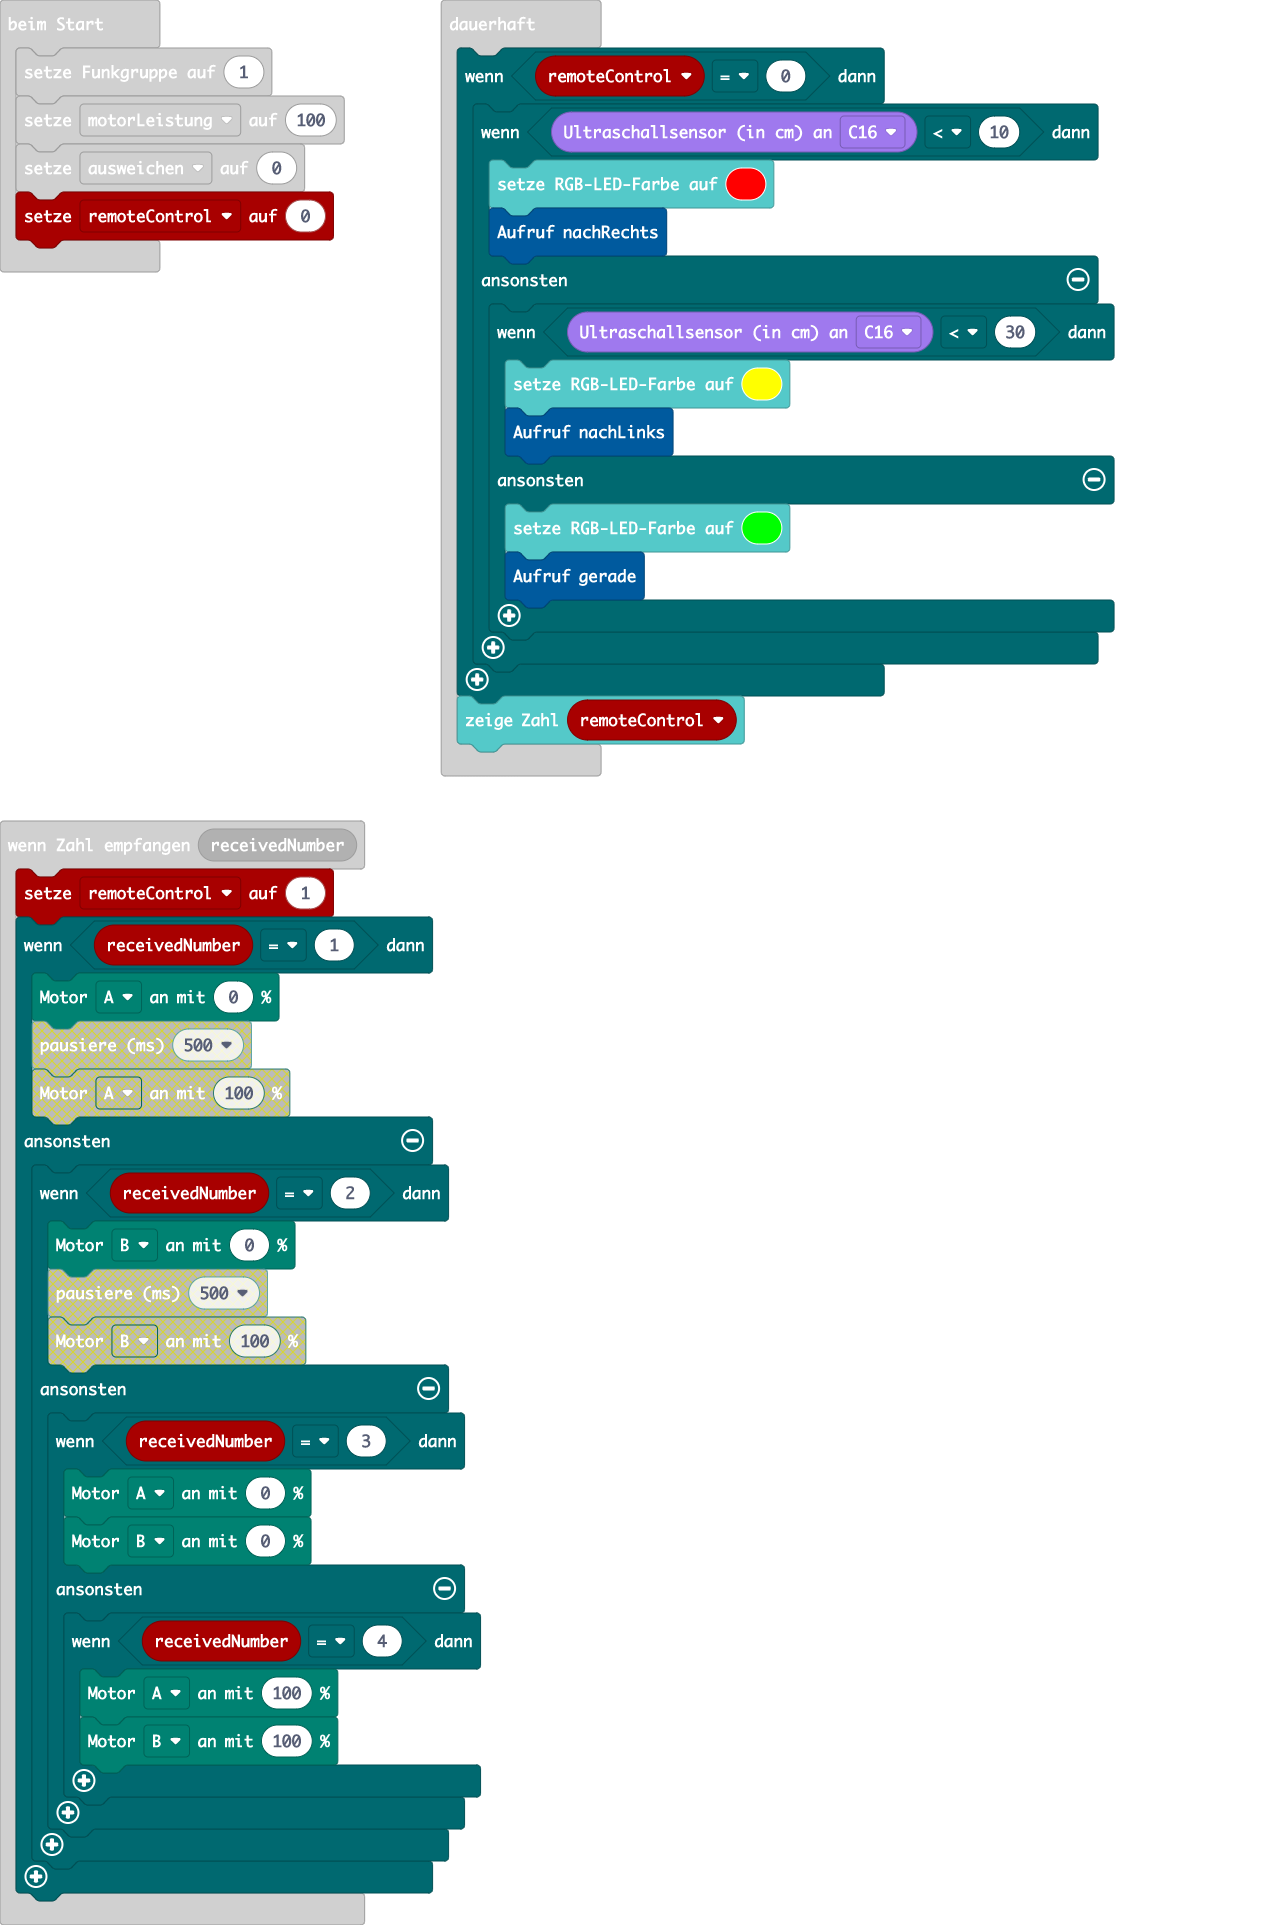 beim Start
setze Funkgruppe auf 1
setze motorLeistung auf 100
setze ausweichen auf 0
setze remoteControl auf 0
dauerhaft
wenn remoteControl = 0 dann
wenn Ultraschallsensor (in cm) an C16 < 10 dann
setze RGB-LED-Farbe auf
Aufruf nachRechts
ansonsten
wenn Ultraschallsensor (in cm) an C16 < 30 dann
setze RGB-LED-Farbe auf
Aufruf nachLinks
ansonsten
setze RGB-LED-Farbe auf
Aufruf gerade
zeige Zahl remoteControl
wenn Zahl empfangen receivedNumber
setze remoteControl auf 1
wenn receivedNumber = 1 dann
Motor A an mit 0 %
pausiere (ms) 500
Motor A an mit 100 %
ansonsten
wenn receivedNumber = 2 dann
Motor B an mit 0 %
pausiere (ms) 500
Motor B an mit 100 %
ansonsten
wenn receivedNumber = 3 dann
Motor A an mit 0 %
Motor B an mit 0 %
ansonsten
wenn receivedNumber = 4 dann
Motor A an mit 100 %
Motor B an mit 100 %